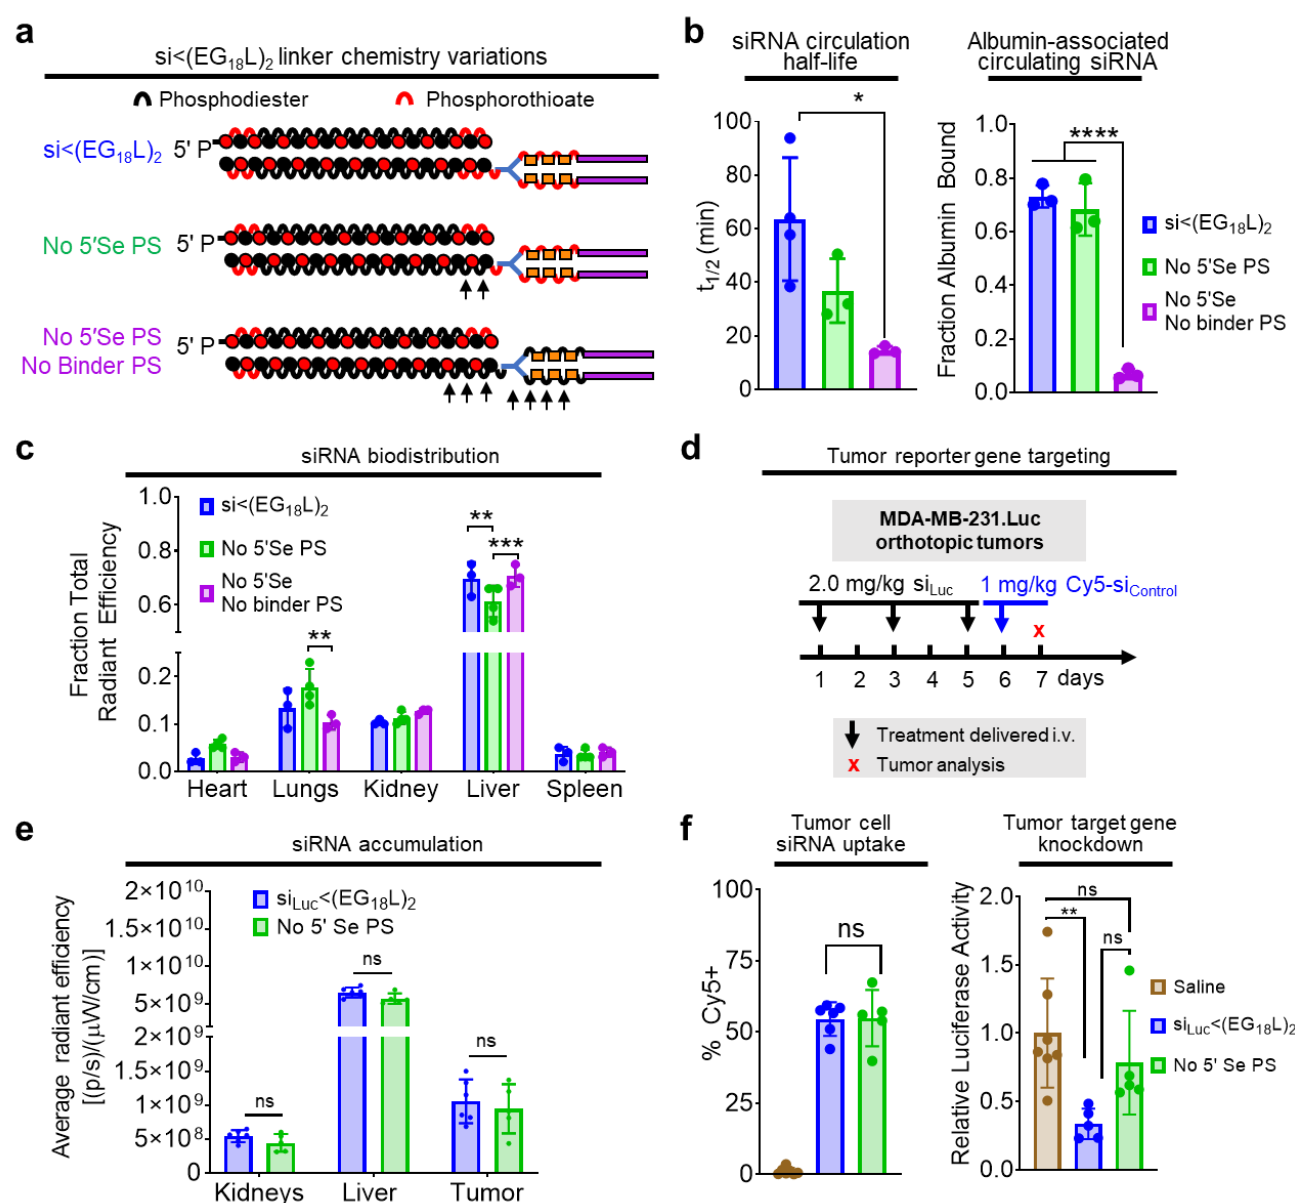 a
si<(EG18L)2 linker chemistry variations
Phosphodiester
Phosphorothioate
si<(EG18L)2
5' P
No 5'Se PS
5' P
No 5'Se PS
No Binder PS
5' P
b
siRNA circulation
half-life
*
t1/2 (min)
100
80
60
40
20
0
Albumin-associated
circulating siRNA
****
Fraction Albumin Bound
1.0
0.8
0.6
0.4
0.2
0.0
si<(EG18L)2
No 5'Se PS
No 5'Se
No binder PS
c
siRNA biodistribution
Fraction Total
Radiant Efficiency
1.0
0.8
0.6
0.2
0.1
0.0
si<(EG18L)2
No 5'Se PS
No 5'Se
No binder PS
**
**
***
Heart
Lungs
Kidney
Liver
Spleen
d
Tumor reporter gene targeting
MDA-MB-231.Luc
orthotopic tumors
2.0 mg/kg siLuc
1 mg/kg Cy5-siControl
x
1 2 3 4 5 6 7 days
Treatment delivered i.v.
x Tumor analysis
e
siRNA accumulation
Average radiant efficiency
[(p/s)/(µW/cm)]
2×10^10
1.5×10^10
1×10^10
5×10^9
2×10^9
1.5×10^9
1×10^9
5×10^8
0
siLuc<(EG18L)2
No 5' Se PS
ns
ns
ns
Kidneys
Liver
Tumor
f
Tumor cell
siRNA uptake
% Cy5+
100
75
50
25
0
ns
Tumor target gene
knockdown
Relative Luciferase Activity
2.0
1.5
1.0
0.5
0.0
ns
**
ns
Saline
siLuc<(EG18L)2
No 5' Se PS